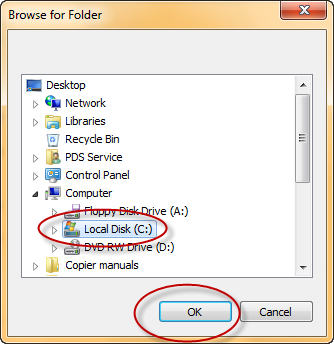 Browse for Folder
Desktop
Network
Libraries
Recycle Bin
PDS Service
Control Panel
Computer
Floppy Disk Drive (A:)
Local Disk (C:)
DVD RW Drive (D:)
Copier manuals
OK
Cancel